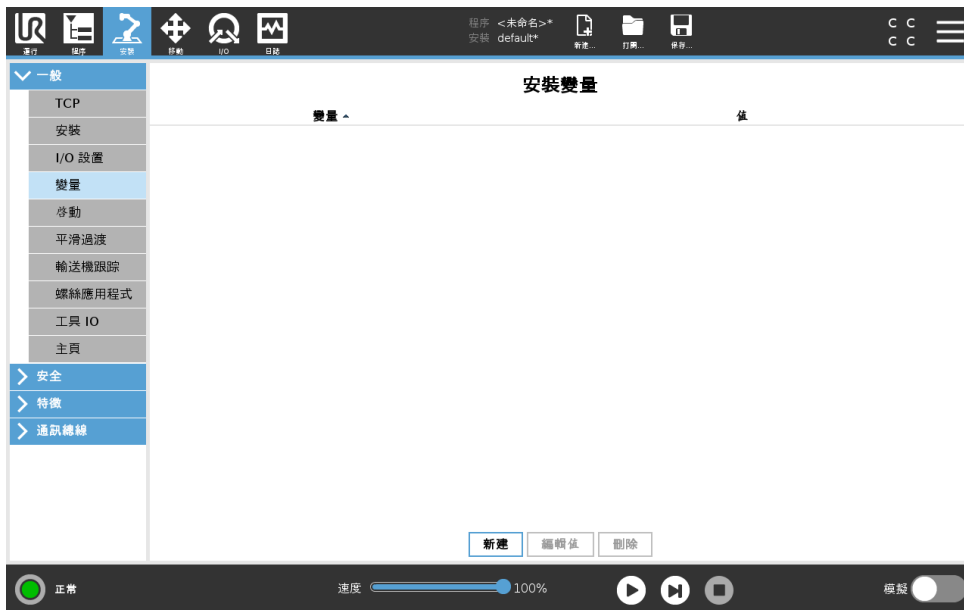 程序 <未命名>*
安裝 default*
運行 程序 安裝 移動 I/O 日誌 新建... 打開... 保存...
C C
C C
一般
TCP
安裝
I/O 設置
變量
啓動
平滑過渡
輸送機跟踪
螺絲應用程式
工具 IO
主頁
安全
特徵
通訊總線
安裝變量
變量 值
新建 編輯值 刪除
正常 速度 100% 模擬